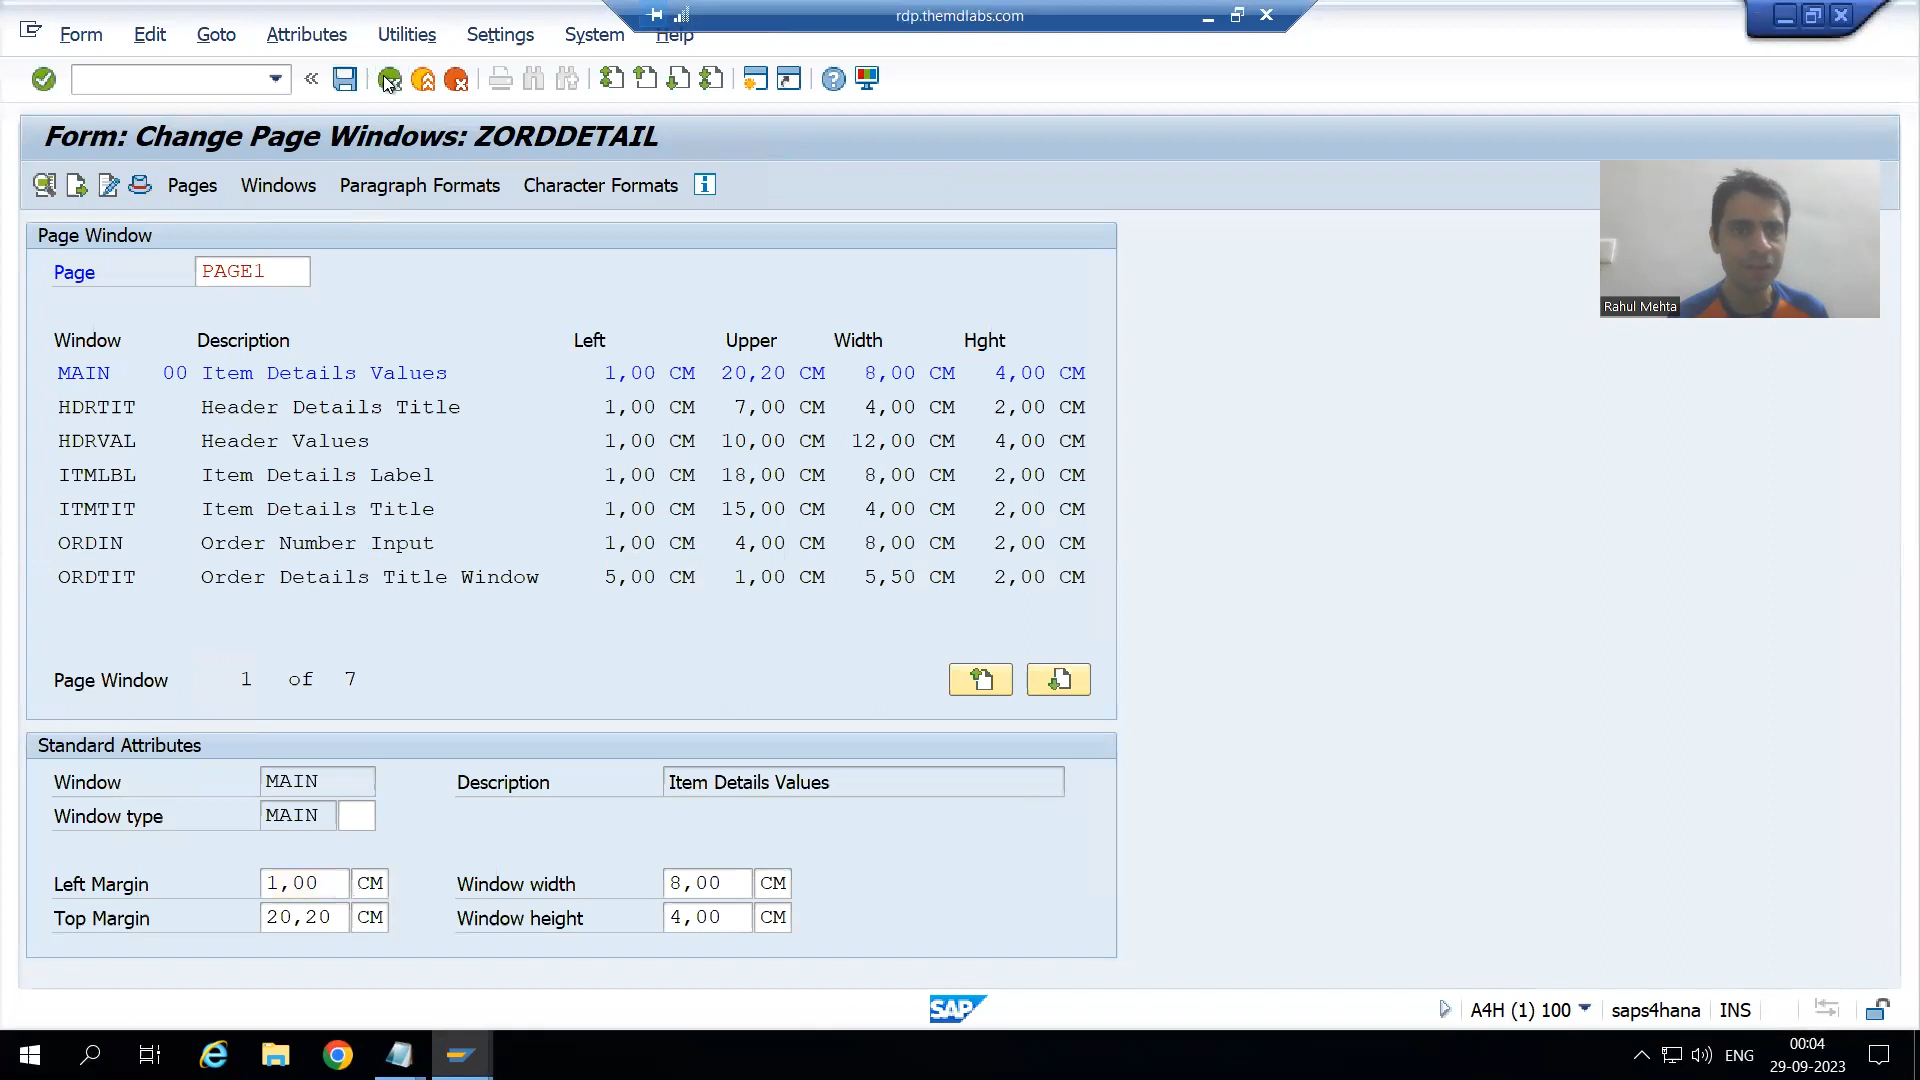 rdp.themdlabs.com
Form Edit Goto Attributes Utilities Settings System Help
Form: Change Page Windows: ZORDDETAIL
Pages Windows Paragraph Formats Character Formats
Rahul Mehta
Page Window
Page PAGE1
Window Description Left Upper Width Hght
MAIN 00 Item Details Values 1,00 CM 20,20 CM 8,00 CM 4,00 CM
HDRTIT Header Details Title 1,00 CM 7,00 CM 4,00 CM 2,00 CM
HDRVAL Header Values 1,00 CM 10,00 CM 12,00 CM 4,00 CM
ITMLBL Item Details Label 1,00 CM 18,00 CM 8,00 CM 2,00 CM
ITMTIT Item Details Title 1,00 CM 15,00 CM 4,00 CM 2,00 CM
ORDIN Order Number Input 1,00 CM 4,00 CM 8,00 CM 2,00 CM
ORDTIT Order Details Title Window 5,00 CM 1,00 CM 5,50 CM 2,00 CM
Page Window 1 of 7
Standard Attributes
Window MAIN Description Item Details Values
Window type MAIN
Left Margin 1,00 CM Window width 8,00 CM
Top Margin 20,20 CM Window height 4,00 CM
SAP A4H (1) 100 saps4hana INS
ENG 00:04
29-09-2023